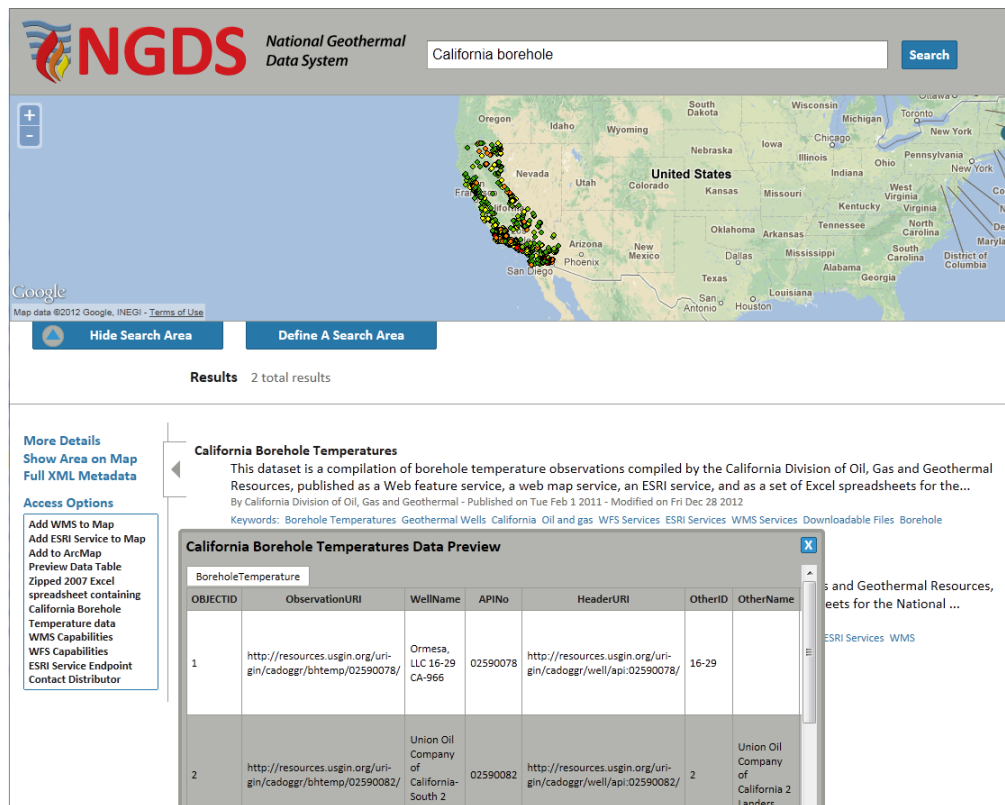 NGDS
National Geothermal
Data System
California borehole
Search
+
-
Oregon
Idaho
Wyoming
South
Dakota
Wisconsin
Michigan
Ottawa
Toronto
Nebraska
Iowa
Chicago
New York
Nevada
Utah
Colorado
United States
Kansas
Illinois
Indiana
Ohio
Pennsylvania
New York
Missouri
West
Virginia
Kentucky
Virginia
Oklahoma
Arkansas
Tennessee
North
Carolina
Arizona
Phoenix
New
Mexico
Dallas
Mississippi
Alabama
South
Carolina
Georgia
District of
Columbia
San Diego
Texas
San
Antonio
Houston
Louisiana
Google
Map data ©2012 Google, INEGI - Terms of Use
Hide Search Area
Define A Search Area
Results 2 total results
More Details
Show Area on Map
Full XML Metadata
Access Options
Add WMS to Map
Add ESRI Service to Map
Add to ArcMap
Preview Data Table
Zipped 2007 Excel
spreadsheet containing
California Borehole
Temperature data
WMS Capabilities
WFS Capabilities
ESRI Service Endpoint
Contact Distributor
California Borehole Temperatures
This dataset is a compilation of borehole temperature observations compiled by the California Division of Oil, Gas and Geothermal
Resources, published as a Web feature service, a web map service, an ESRI service, and as a set of Excel spreadsheets for the...
By California Division of Oil, Gas and Geothermal - Published on Tue Feb 1 2011 - Modified on Fri Dec 28 2012
Keywords: Borehole Temperatures Geothermal Wells California Oil and gas WFS Services ESRI Services WMS Services Downloadable Files Borehole
s and Geothermal Resources,
eets for the National ...
ESRI Services WMS
California Borehole Temperatures Data Preview
X
BoreholeTemperature
OBJECTID ObservationURI WellName APINo HeaderURI OtherID OtherName
1 http://resources.usgin.org/uri-gin/cadoggr/bhtemp/02590078/ Ormesa, LLC 16-29 CA-966 02590078 http://resources.usgin.org/uri-gin/cadoggr/well/api:02590078/ 16-29
2 http://resources.usgin.org/uri-gin/cadoggr/bhtemp/02590082/ Union Oil Company of California-South 2 02590082 http://resources.usgin.org/uri-gin/cadoggr/well/api:02590082/ 2 Union Oil Company of California 2 Landers